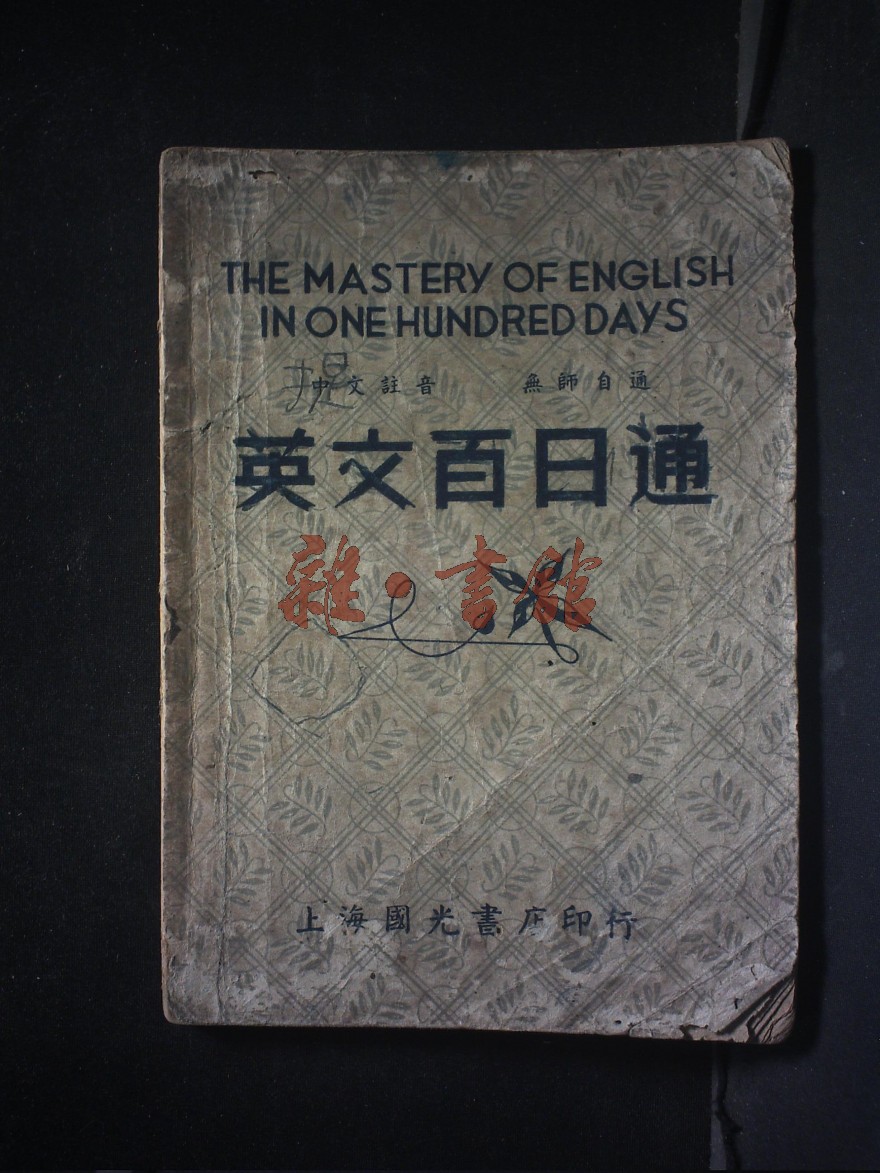 THE MASTERY OF ENGLISH
IN ONE HUNDRED DAYS
提
中文註音 無師自通
英文百日通
雜·書館
上海國光書店印行